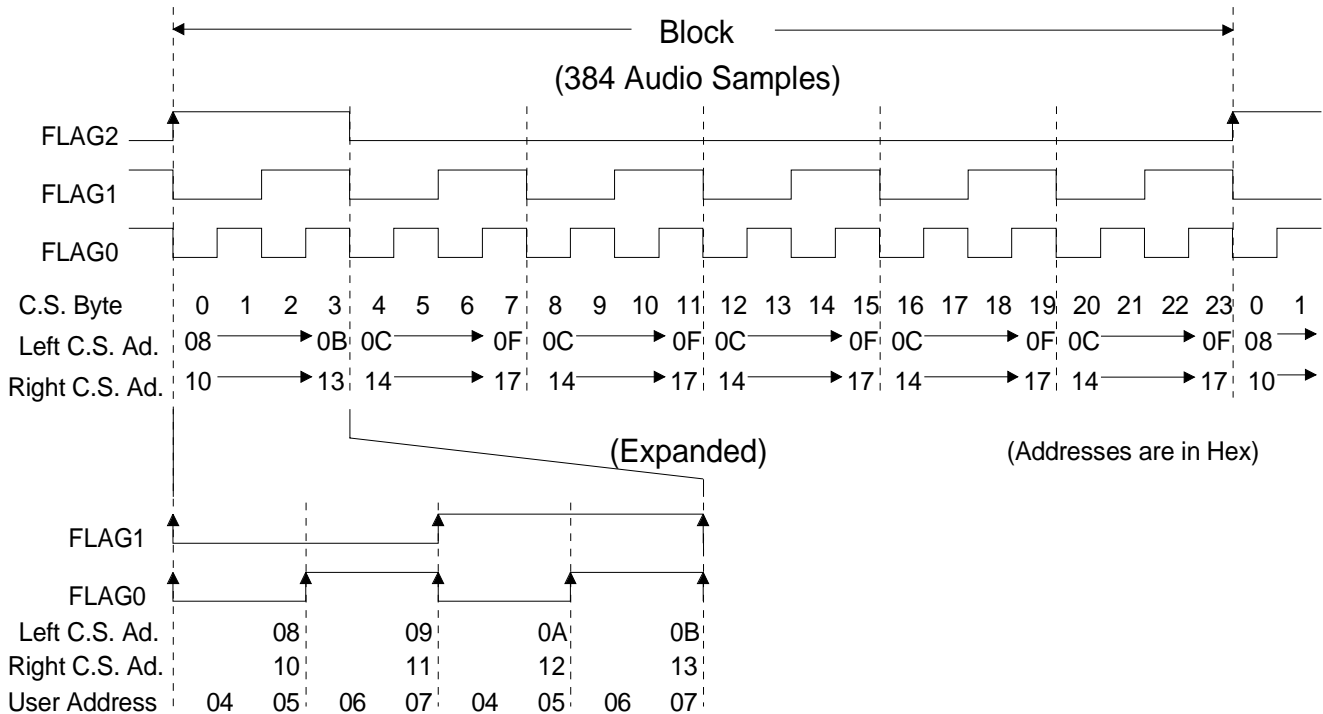 Block
(384 Audio Samples)
FLAG2
FLAG1
FLAG0
C.S. Byte 0 1 2 3 4 5 6 7 8 9 10 11 12 13 14 15 16 17 18 19 20 21 22 23 0 1
Left C.S. Ad. 08 0B 0C 0F 0C 0F 0C 0F 0C 0F 0C 0F 08
Right C.S. Ad. 10 13 14 17 14 17 14 17 14 17 14 17 10
(Expanded) (Addresses are in Hex)
FLAG1
FLAG0
Left C.S. Ad. 08 09 0A 0B
Right C.S. Ad. 10 11 12 13
User Address 04 05 06 07 04 05 06 07